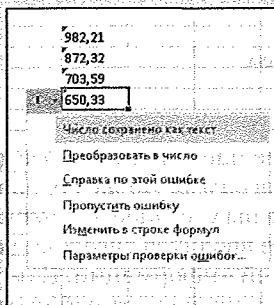 982,21
872,32
703,59
650,33
Число сохранено как текст
Преобразовать в число
Справка по этой ошибке
Пропустить ошибку
Изменить в строке формул
Параметры проверки ошибок...